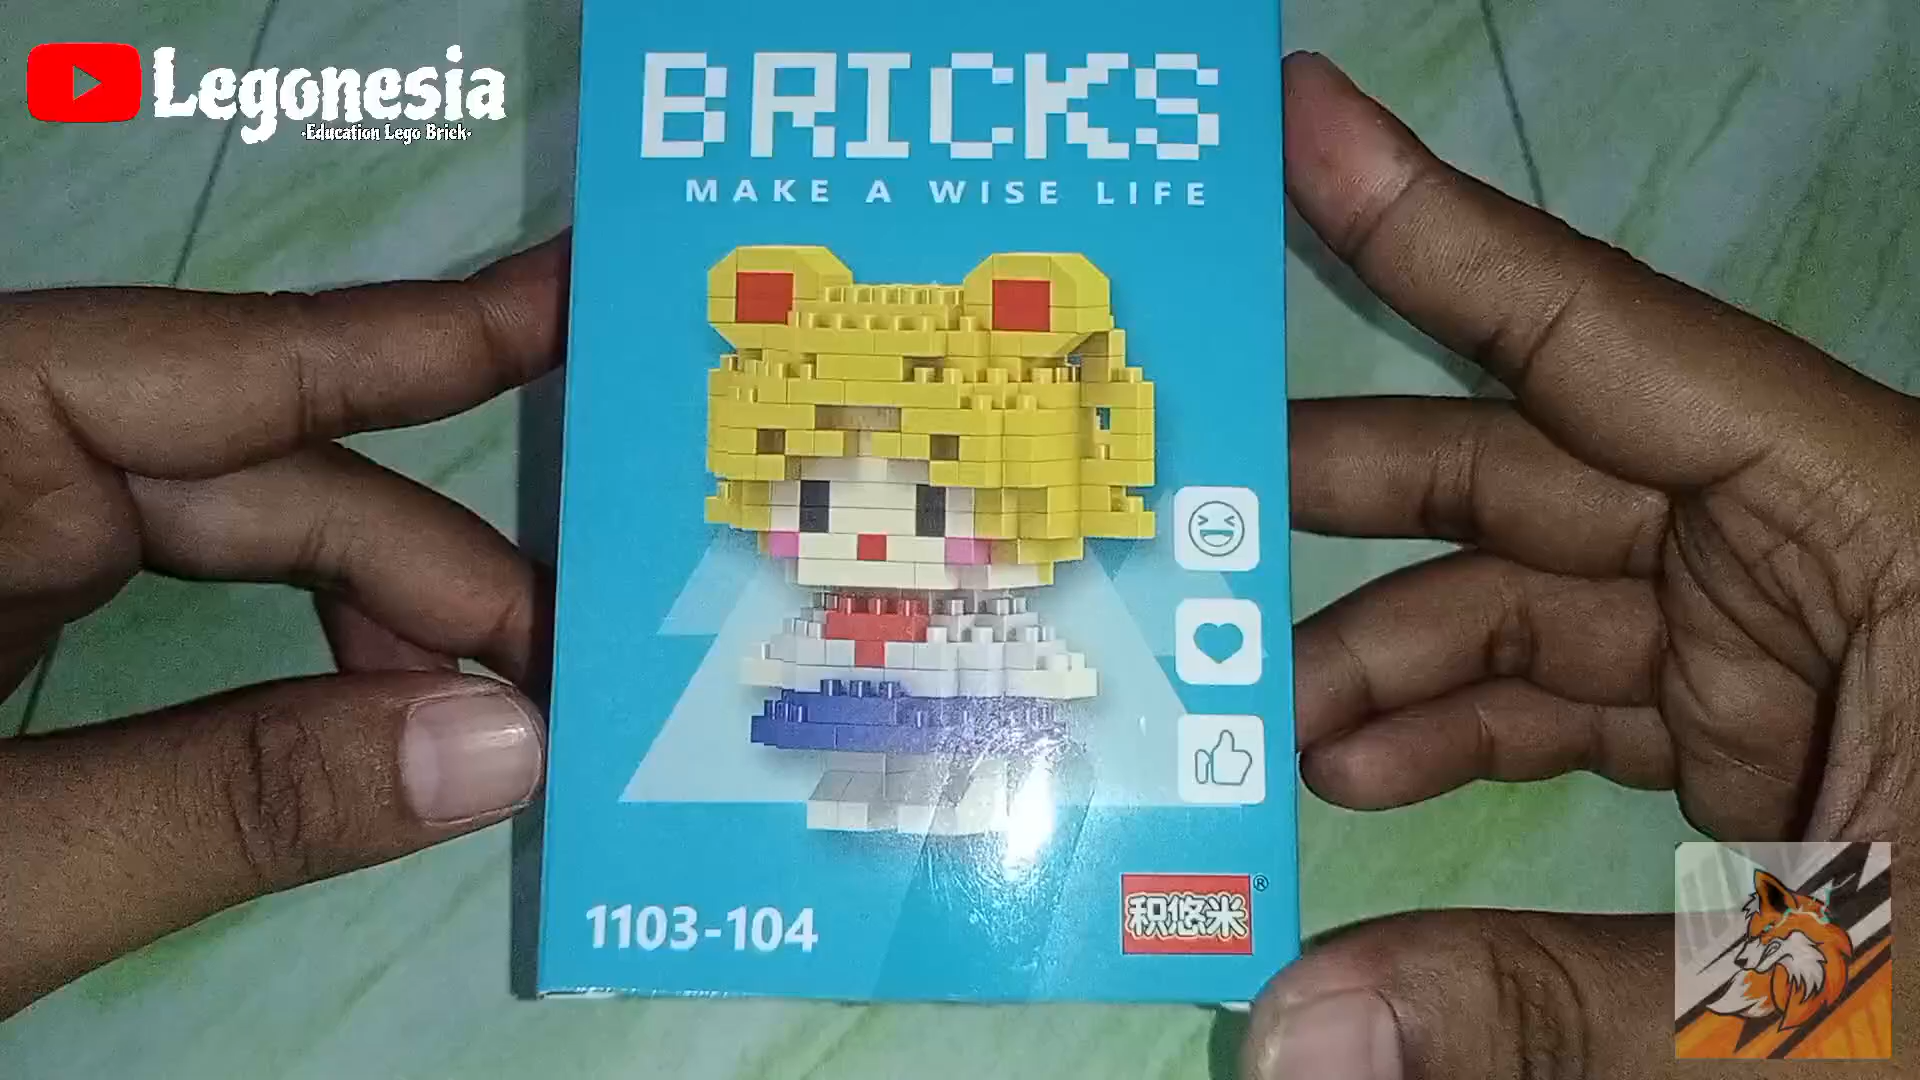 Legonesia
·Education Lego Brick·
BRICKS
MAKE A WISE LIFE
1103-104
积悠米®